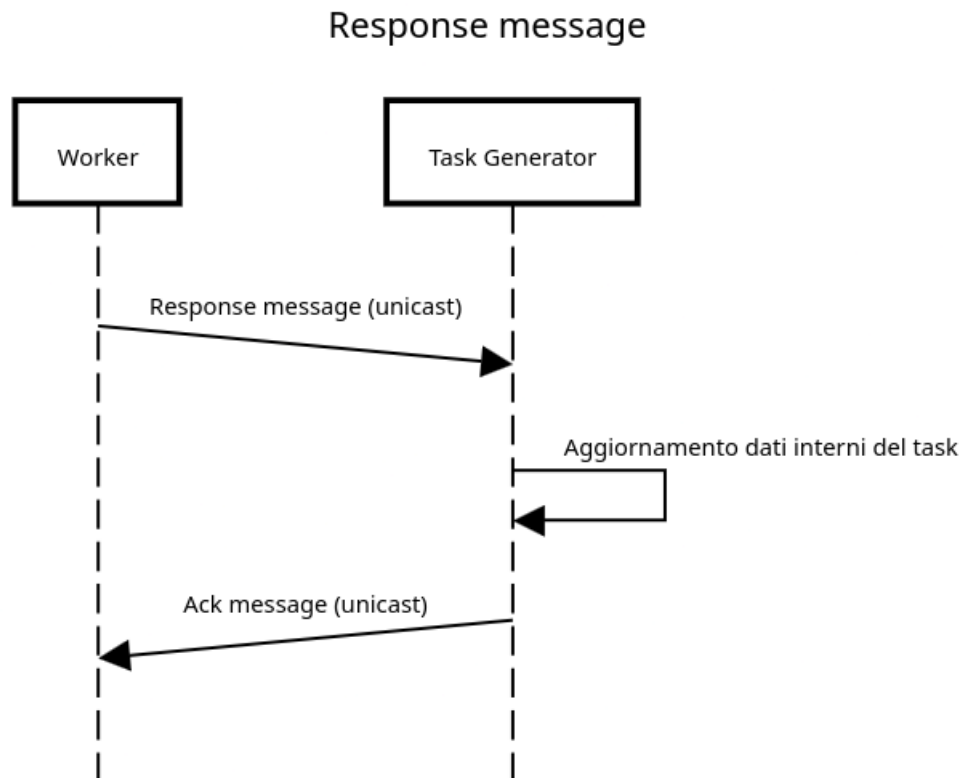 Response message
Worker
Task Generator
Response message (unicast)
Aggiornamento dati interni del task
Ack message (unicast)